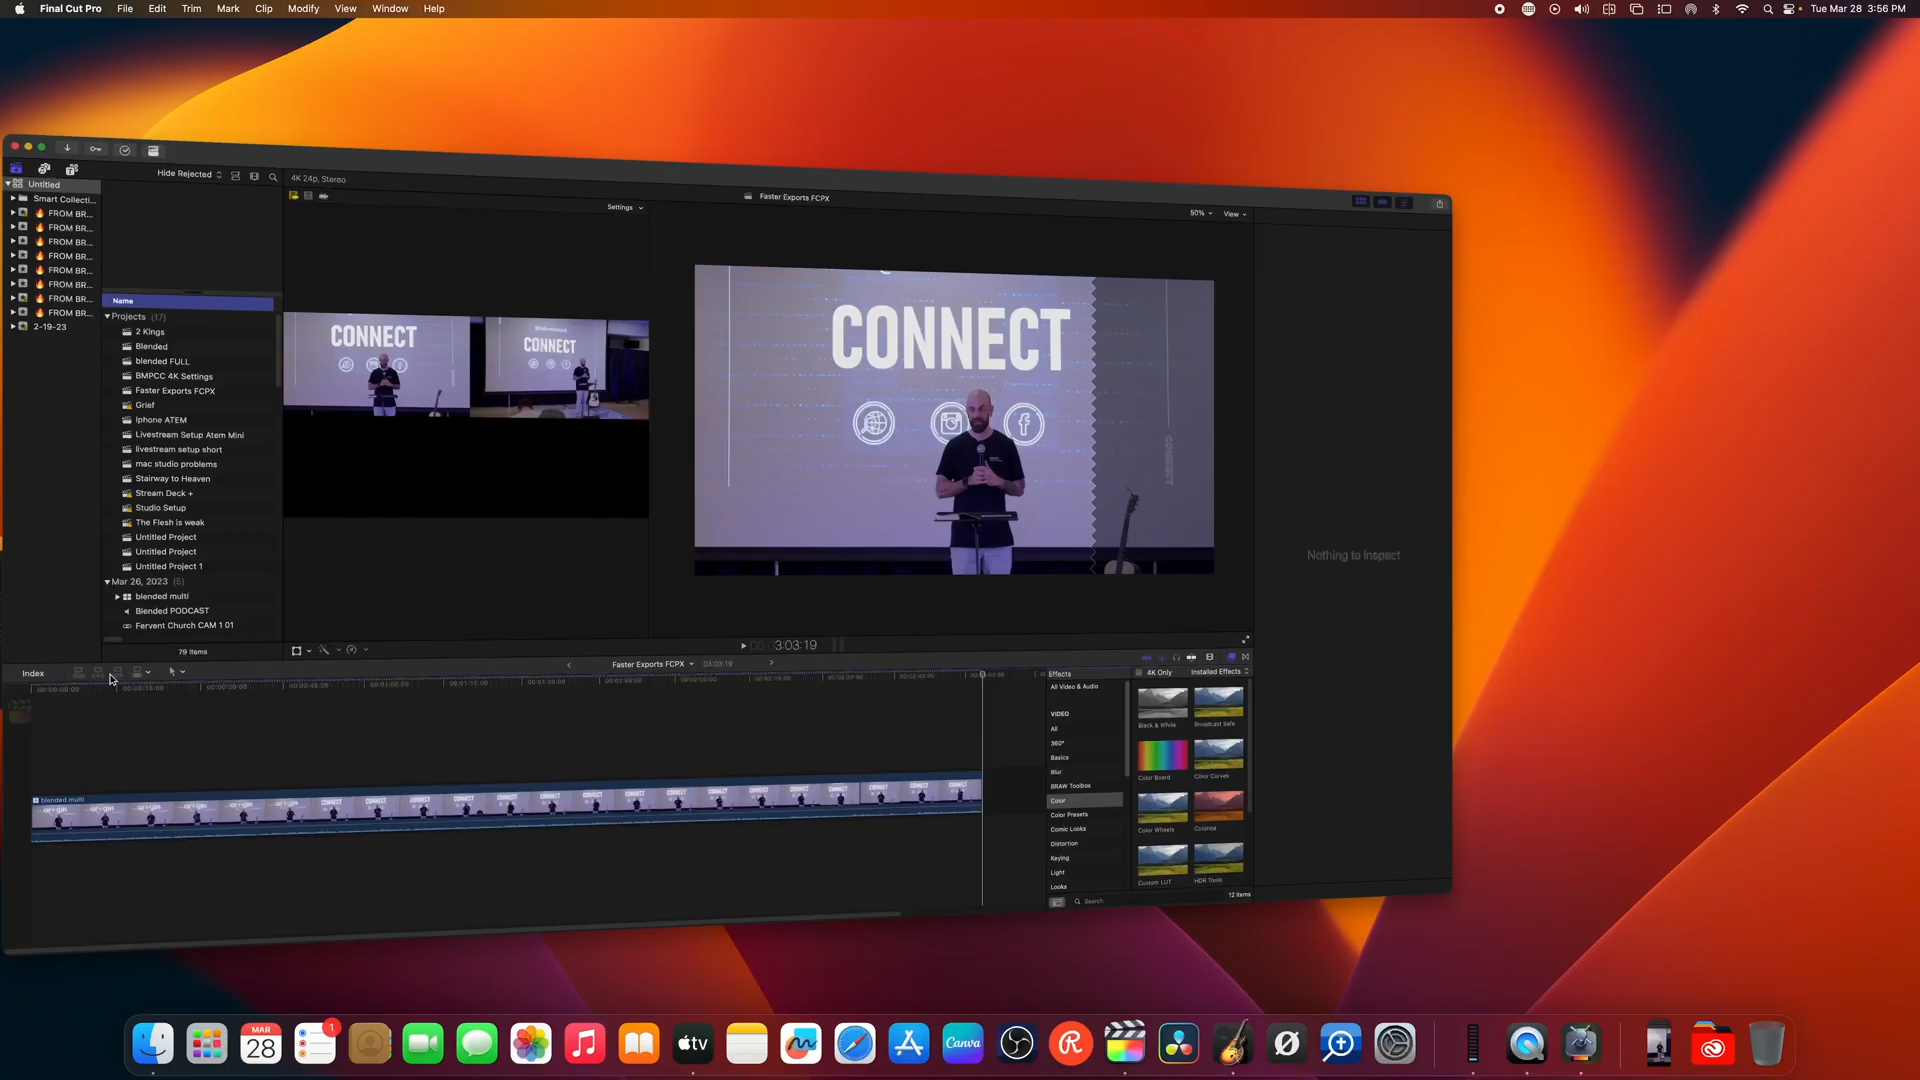 Final Cut Pro File Edit Trim Mark Clip Modify View Window Help
Tue Mar 28 3:56 PM
Hide Rejected
4K 24p, Stereo
Faster Exports FCPX
Settings
50%
View
Untitled
Smart Collecti...
FROM BR...
FROM BR...
FROM BR...
FROM BR...
FROM BR...
FROM BR...
FROM BR...
FROM BR...
2-19-23
Name
Projects (17)
2 Kings
Blended
blended FULL
BMPCC 4K Settings
Faster Exports FCPX
Grief
Iphone ATEM
Livestream Setup Atem Mini
livestream setup short
mac studio problems
Stairway to Heaven
Stream Deck +
Studio Setup
The Flesh is weak
Untitled Project
Untitled Project
Untitled Project 1
Mar 26, 2023 (5)
blended multi
Blended PODCAST
Fervent Church CAM 1 01
79 items
CONNECT
CONNECT
CONNECT
Nothing to Inspect
3:03:19
Index
Faster Exports FCPX
03:03:19
blended multi
Effects
4K Only
Installed Effects
All Video & Audio
VIDEO
All
360°
Basics
Blur
BRAW Toolbox
Color
Color Presets
Comic Looks
Distortion
Keying
Light
Looks
Black & White
Broadcast Safe
Color Board
Color Curves
Color Wheels
Colorize
Custom LUT
HDR Tools
Search
12 items
MAR
28
1
tv
Canva